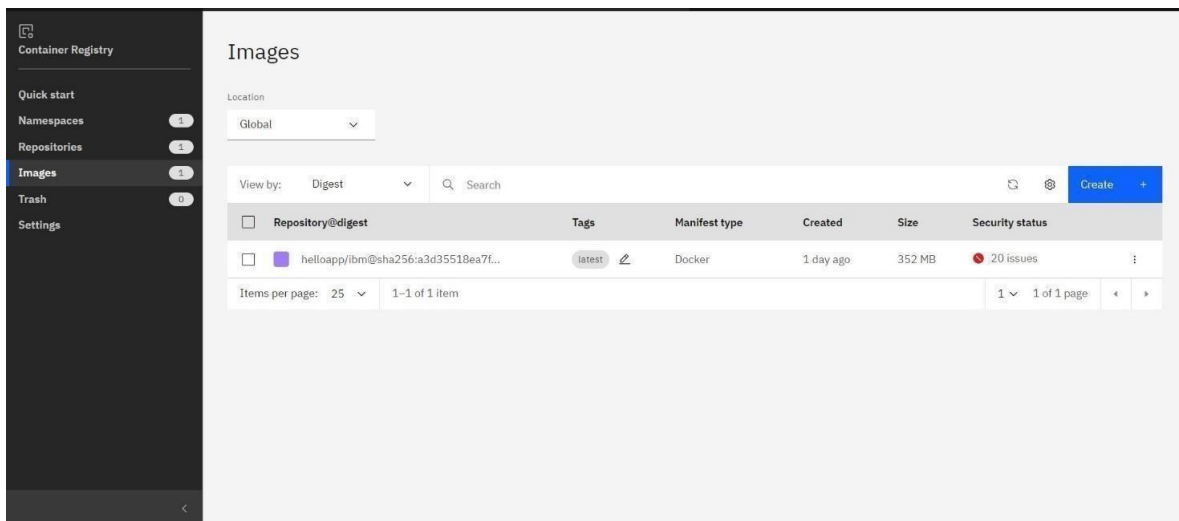 Container Registry
Quick start
Namespaces 1
Repositories 1
Images 1
Trash 0
Settings
Images
Location
Global
View by: Digest Search Create +
Repository@digest Tags Manifest type Created Size Security status
helloapp/ibm@sha256:a3d35518ea7f... latest Docker 1 day ago 352 MB 20 issues
Items per page: 25 1–1 of 1 item 1 1 of 1 page